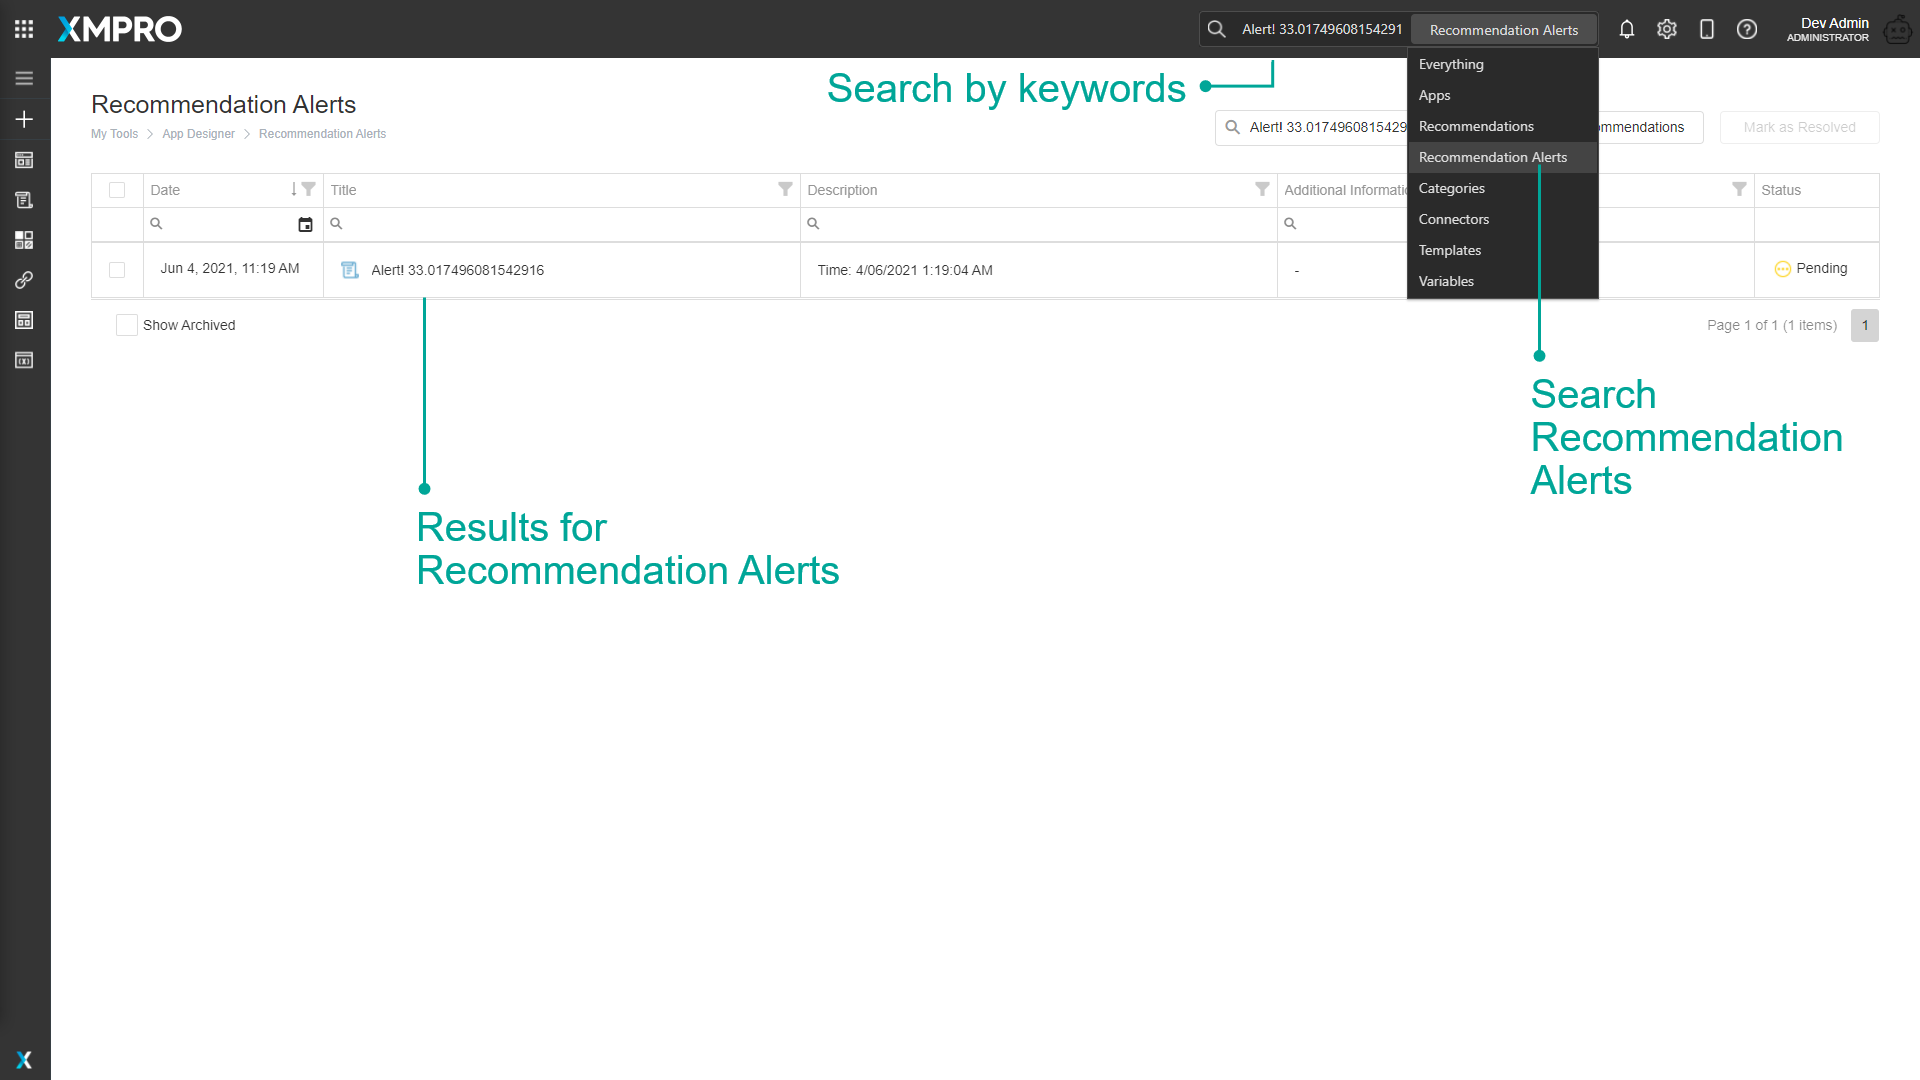 XMPRO
Alert! 33.01749608154291
Recommendation Alerts
Dev Admin
ADMINISTRATOR
Everything
Apps
Recommendations
Recommendation Alerts
Categories
Connectors
Templates
Variables
Search by keywords
Recommendation Alerts
My Tools > App Designer > Recommendation Alerts
Alert! 33.0174960815429
mmendations
Mark as Resolved
Date
Title
Description
Additional Informatio
Status
Jun 4, 2021, 11:19 AM
Alert! 33.017496081542916
Time: 4/06/2021 1:19:04 AM
-
Pending
Show Archived
Page 1 of 1 (1 items)
1
Search
Recommendation
Alerts
Results for
Recommendation Alerts
X